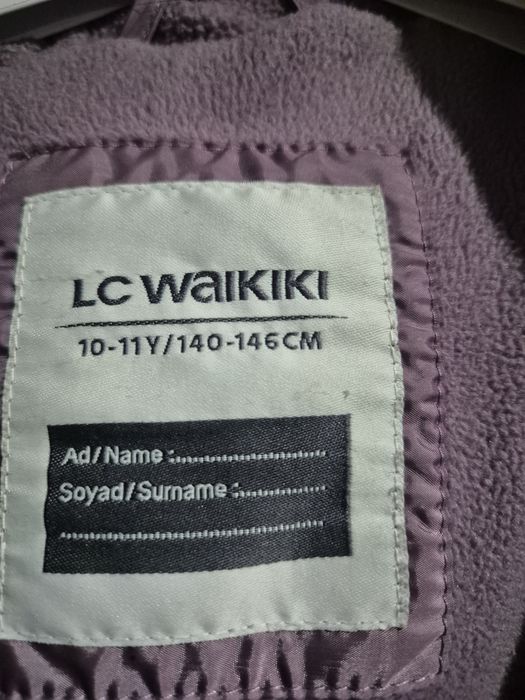 LC WAIKIKI
10-11Y/140-146CM
Ad/Name :..............................
Soyad/Surname :..................
..................................................